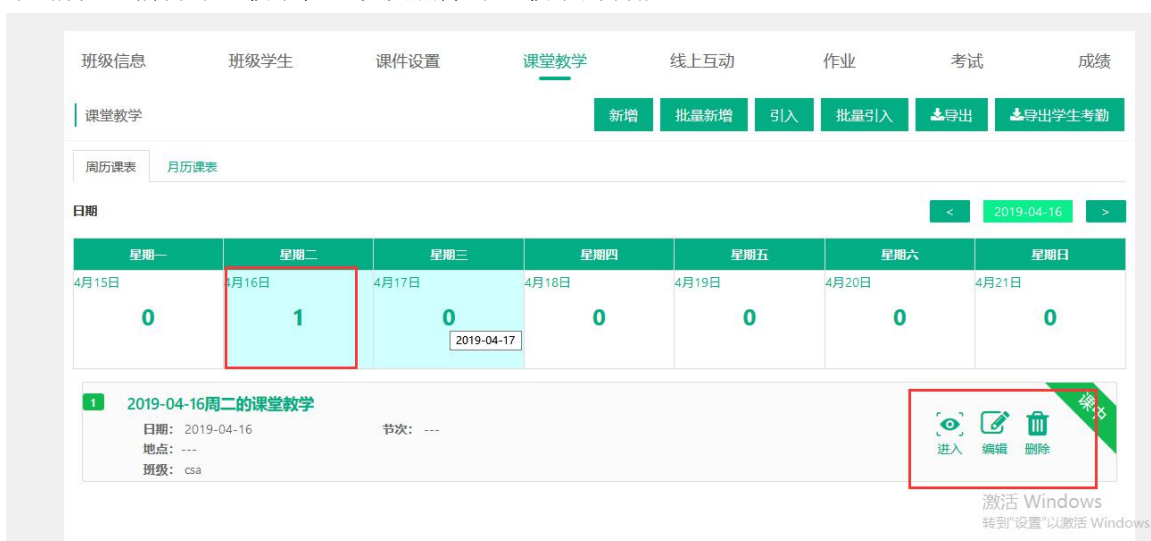 班级信息 班级学生 课件设置 课堂教学 线上互动 作业 考试 成绩
课堂教学 新增 批量新增 引入 批量引入 导出 导出学生考勤
周历课表 月历课表
日期 < 2019-04-16 >
星期一 星期二 星期三 星期四 星期五 星期六 星期日
4月15日 4月16日 4月17日 4月18日 4月19日 4月20日 4月21日
0 1 0 0 0 0 0
2019-04-17
1 2019-04-16周二的课堂教学 课中
日期: 2019-04-16 节次: ---
地点: ---
班级: csa
进入 编辑 删除
激活 Windows
转到"设置"以激活 Windows